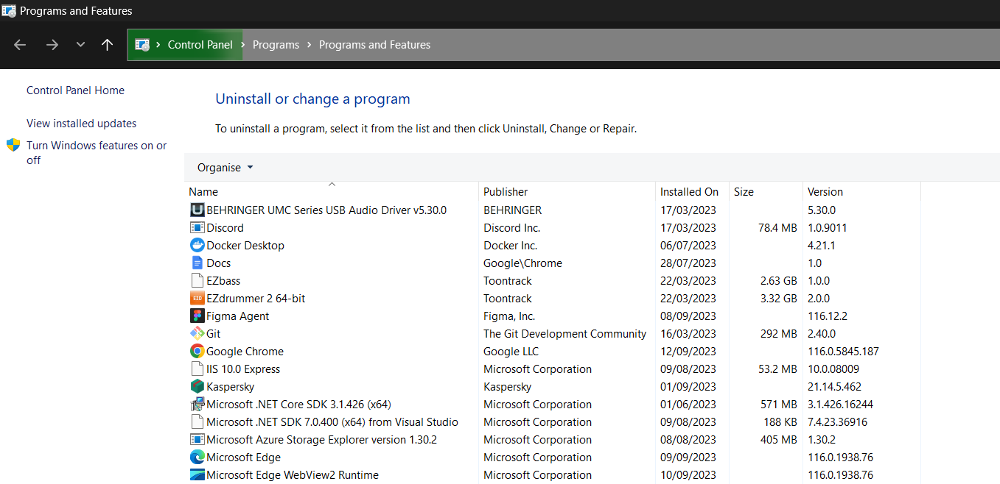 Programs and Features
Control Panel > Programs > Programs and Features
Control Panel Home
View installed updates
Turn Windows features on or
off
Uninstall or change a program
To uninstall a program, select it from the list and then click Uninstall, Change or Repair.
Organise
Name Publisher Installed On Size Version
BEHRINGER UMC Series USB Audio Driver v5.30.0 BEHRINGER 17/03/2023 5.30.0
Discord Discord Inc. 17/03/2023 78.4 MB 1.0.9011
Docker Desktop Docker Inc. 06/07/2023 4.21.1
Docs Google\Chrome 28/07/2023 1.0
EZbass Toontrack 22/03/2023 2.63 GB 1.0.0
EZD EZdrummer 2 64-bit Toontrack 22/03/2023 3.32 GB 2.0.0
Figma Agent Figma, Inc. 08/09/2023 116.12.2
Git The Git Development Community 16/03/2023 292 MB 2.40.0
Google Chrome Google LLC 12/09/2023 116.0.5845.187
IIS 10.0 Express Microsoft Corporation 09/08/2023 53.2 MB 10.0.08009
Kaspersky Kaspersky 01/09/2023 21.14.5.462
Microsoft .NET Core SDK 3.1.426 (x64) Microsoft Corporation 01/06/2023 571 MB 3.1.426.16244
Microsoft .NET SDK 7.0.400 (x64) from Visual Studio Microsoft Corporation 09/08/2023 188 KB 7.4.23.36916
Microsoft Azure Storage Explorer version 1.30.2 Microsoft Corporation 08/08/2023 405 MB 1.30.2
Microsoft Edge Microsoft Corporation 09/09/2023 116.0.1938.76
Microsoft Edge WebView2 Runtime Microsoft Corporation 10/09/2023 116.0.1938.76